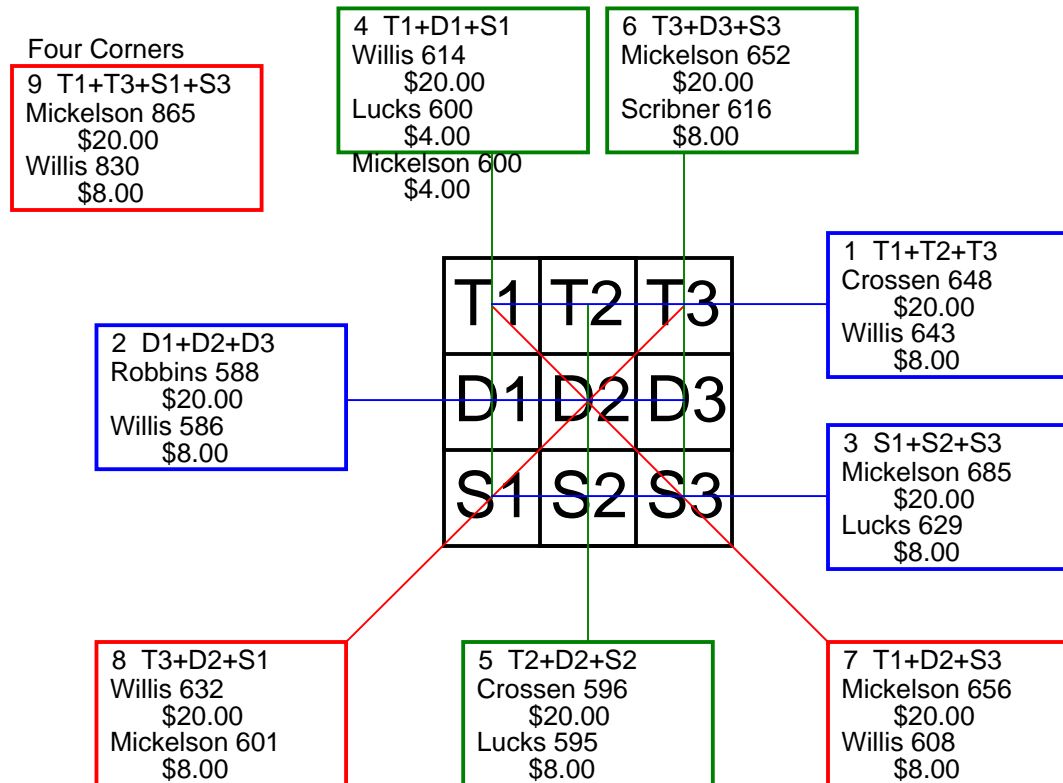 Four Corners
9 T1+T3+S1+S3
Mickelson 865
$20.00
Willis 830
$8.00
4 T1+D1+S1
Willis 614
$20.00
Lucks 600
$4.00
Mickelson 600
$4.00
6 T3+D3+S3
Mickelson 652
$20.00
Scribner 616
$8.00
1 T1+T2+T3
Crossen 648
$20.00
Willis 643
$8.00
2 D1+D2+D3
Robbins 588
$20.00
Willis 586
$8.00
T1 T2 T3
D1 D2 D3
S1 S2 S3
3 S1+S2+S3
Mickelson 685
$20.00
Lucks 629
$8.00
8 T3+D2+S1
Willis 632
$20.00
Mickelson 601
$8.00
5 T2+D2+S2
Crossen 596
$20.00
Lucks 595
$8.00
7 T1+D2+S3
Mickelson 656
$20.00
Willis 608
$8.00